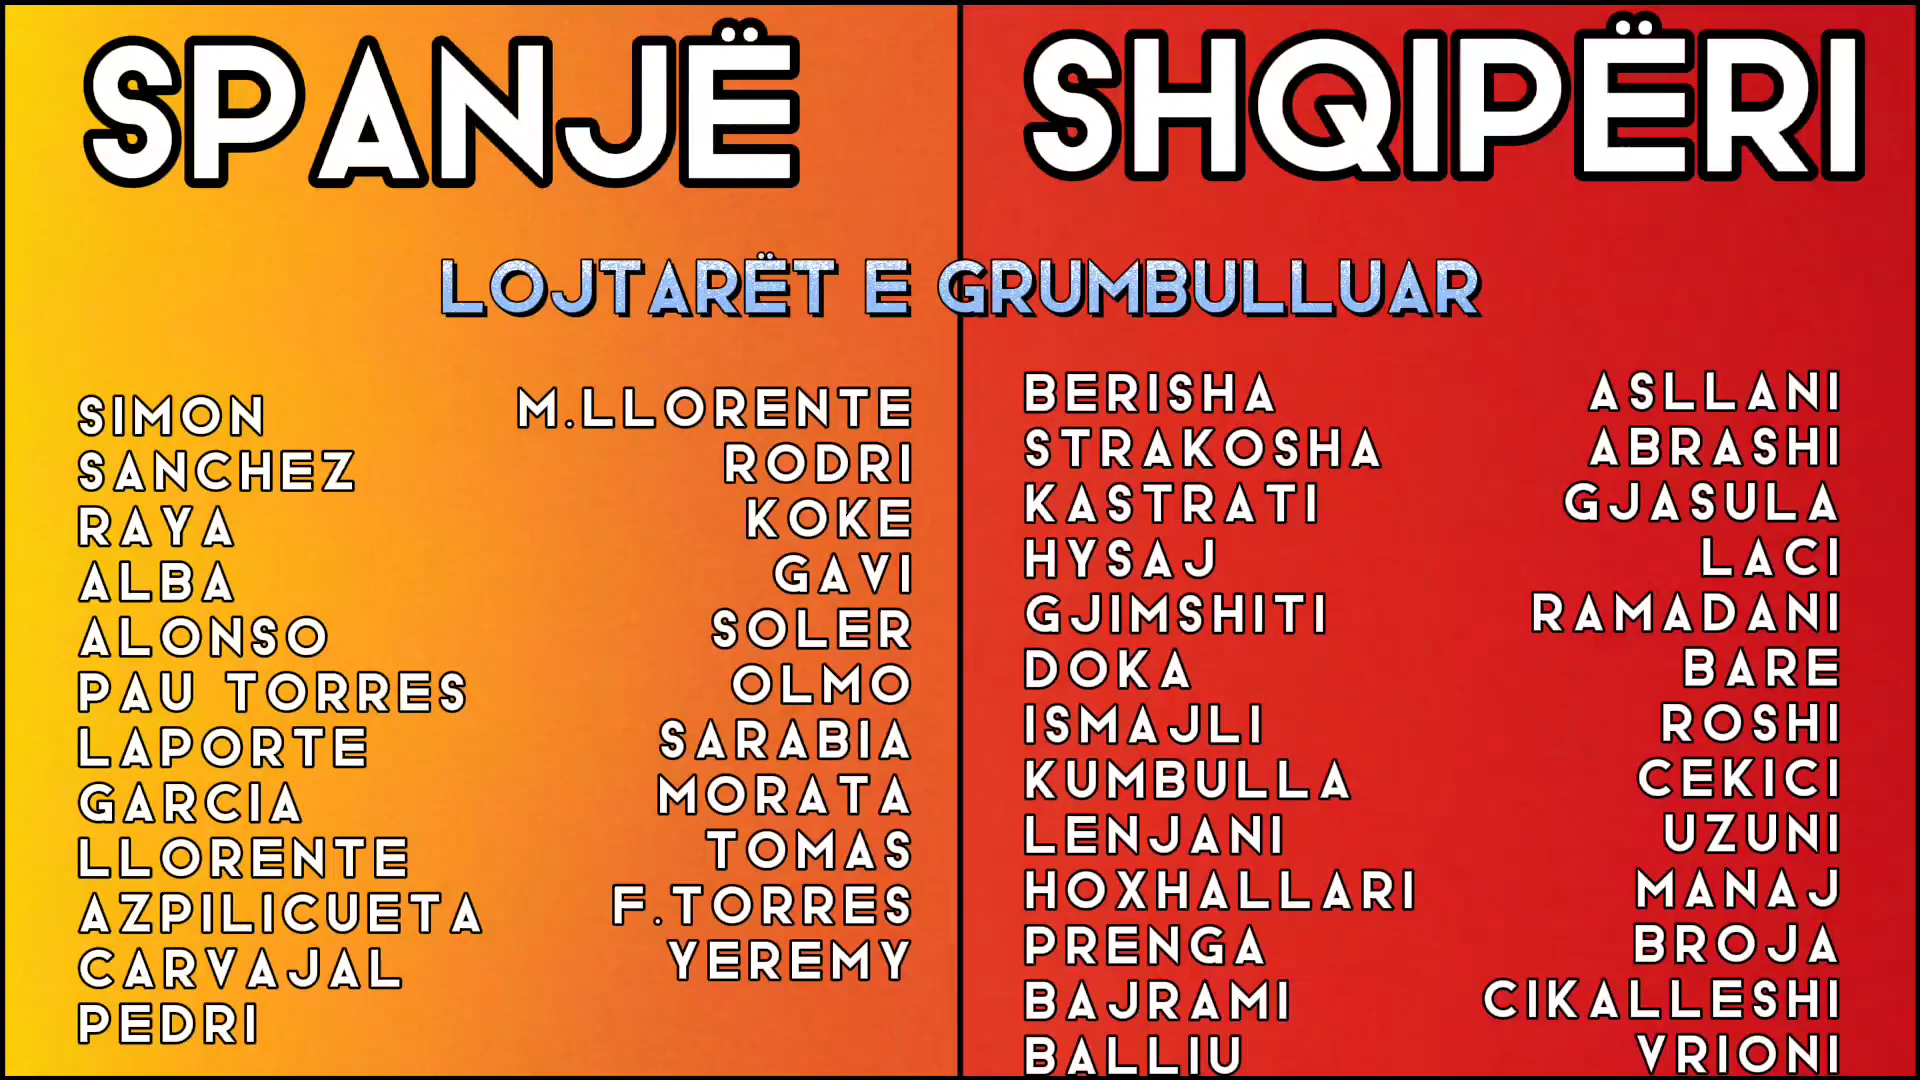 SPANJË
SHQIPËRI
LOJTARËT E GRUMBULLUAR
SIMON
SANCHEZ
RAYA
ALBA
ALONSO
PAU TORRES
LAPORTE
GARCIA
LLORENTE
AZPILICUETA
CARVAJAL
PEDRI
M.LLORENTE
RODRI
KOKE
GAVI
SOLER
OLMO
SARABIA
MORATA
TOMAS
F.TORRES
YEREMY
BERISHA
STRAKOSHA
KASTRATI
HYSAJ
GJIMSHITI
DOKA
ISMAJLI
KUMBULLA
LENJANI
HOXHALLARI
PRENGA
BAJRAMI
BALLIU
ASLLANI
ABRASHI
GJASULA
LACI
RAMADANI
BARE
ROSHI
CEKICI
UZUNI
MANAJ
BROJA
CIKALLESHI
VRIONI